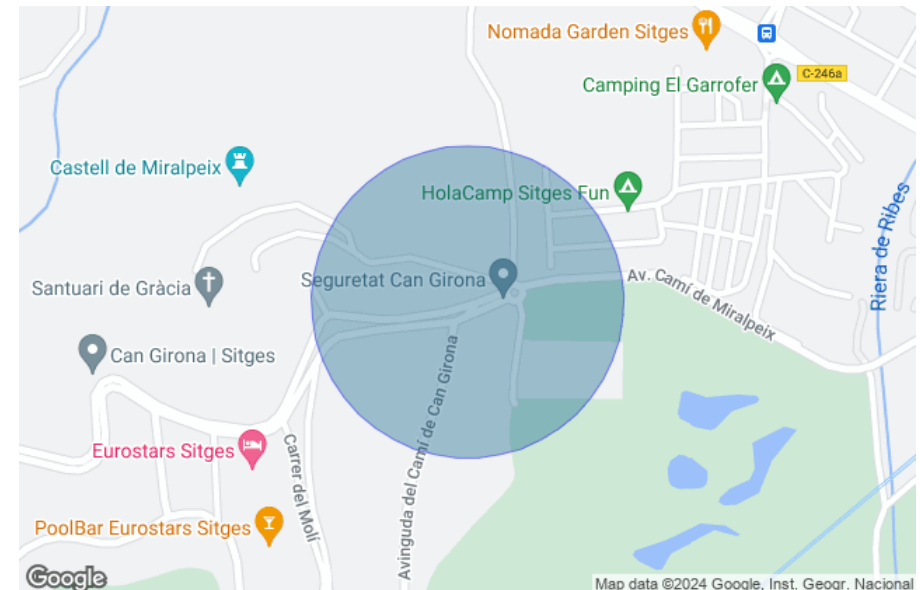 Nomada Garden Sitges
C-246a
Camping El Garrofer
Castell de Miralpeix
HolaCamp Sitges Fun
Riera de Ribes
Santuari de Gràcia
Seguretat Can Girona
Av. Camí de Miralpeix
Can Girona | Sitges
Avinguda del Camí de Can Girona
Eurostars Sitges
Carrer del Molí
PoolBar Eurostars Sitges
Google
Map data ©2024 Google, Inst. Geogr. Nacional